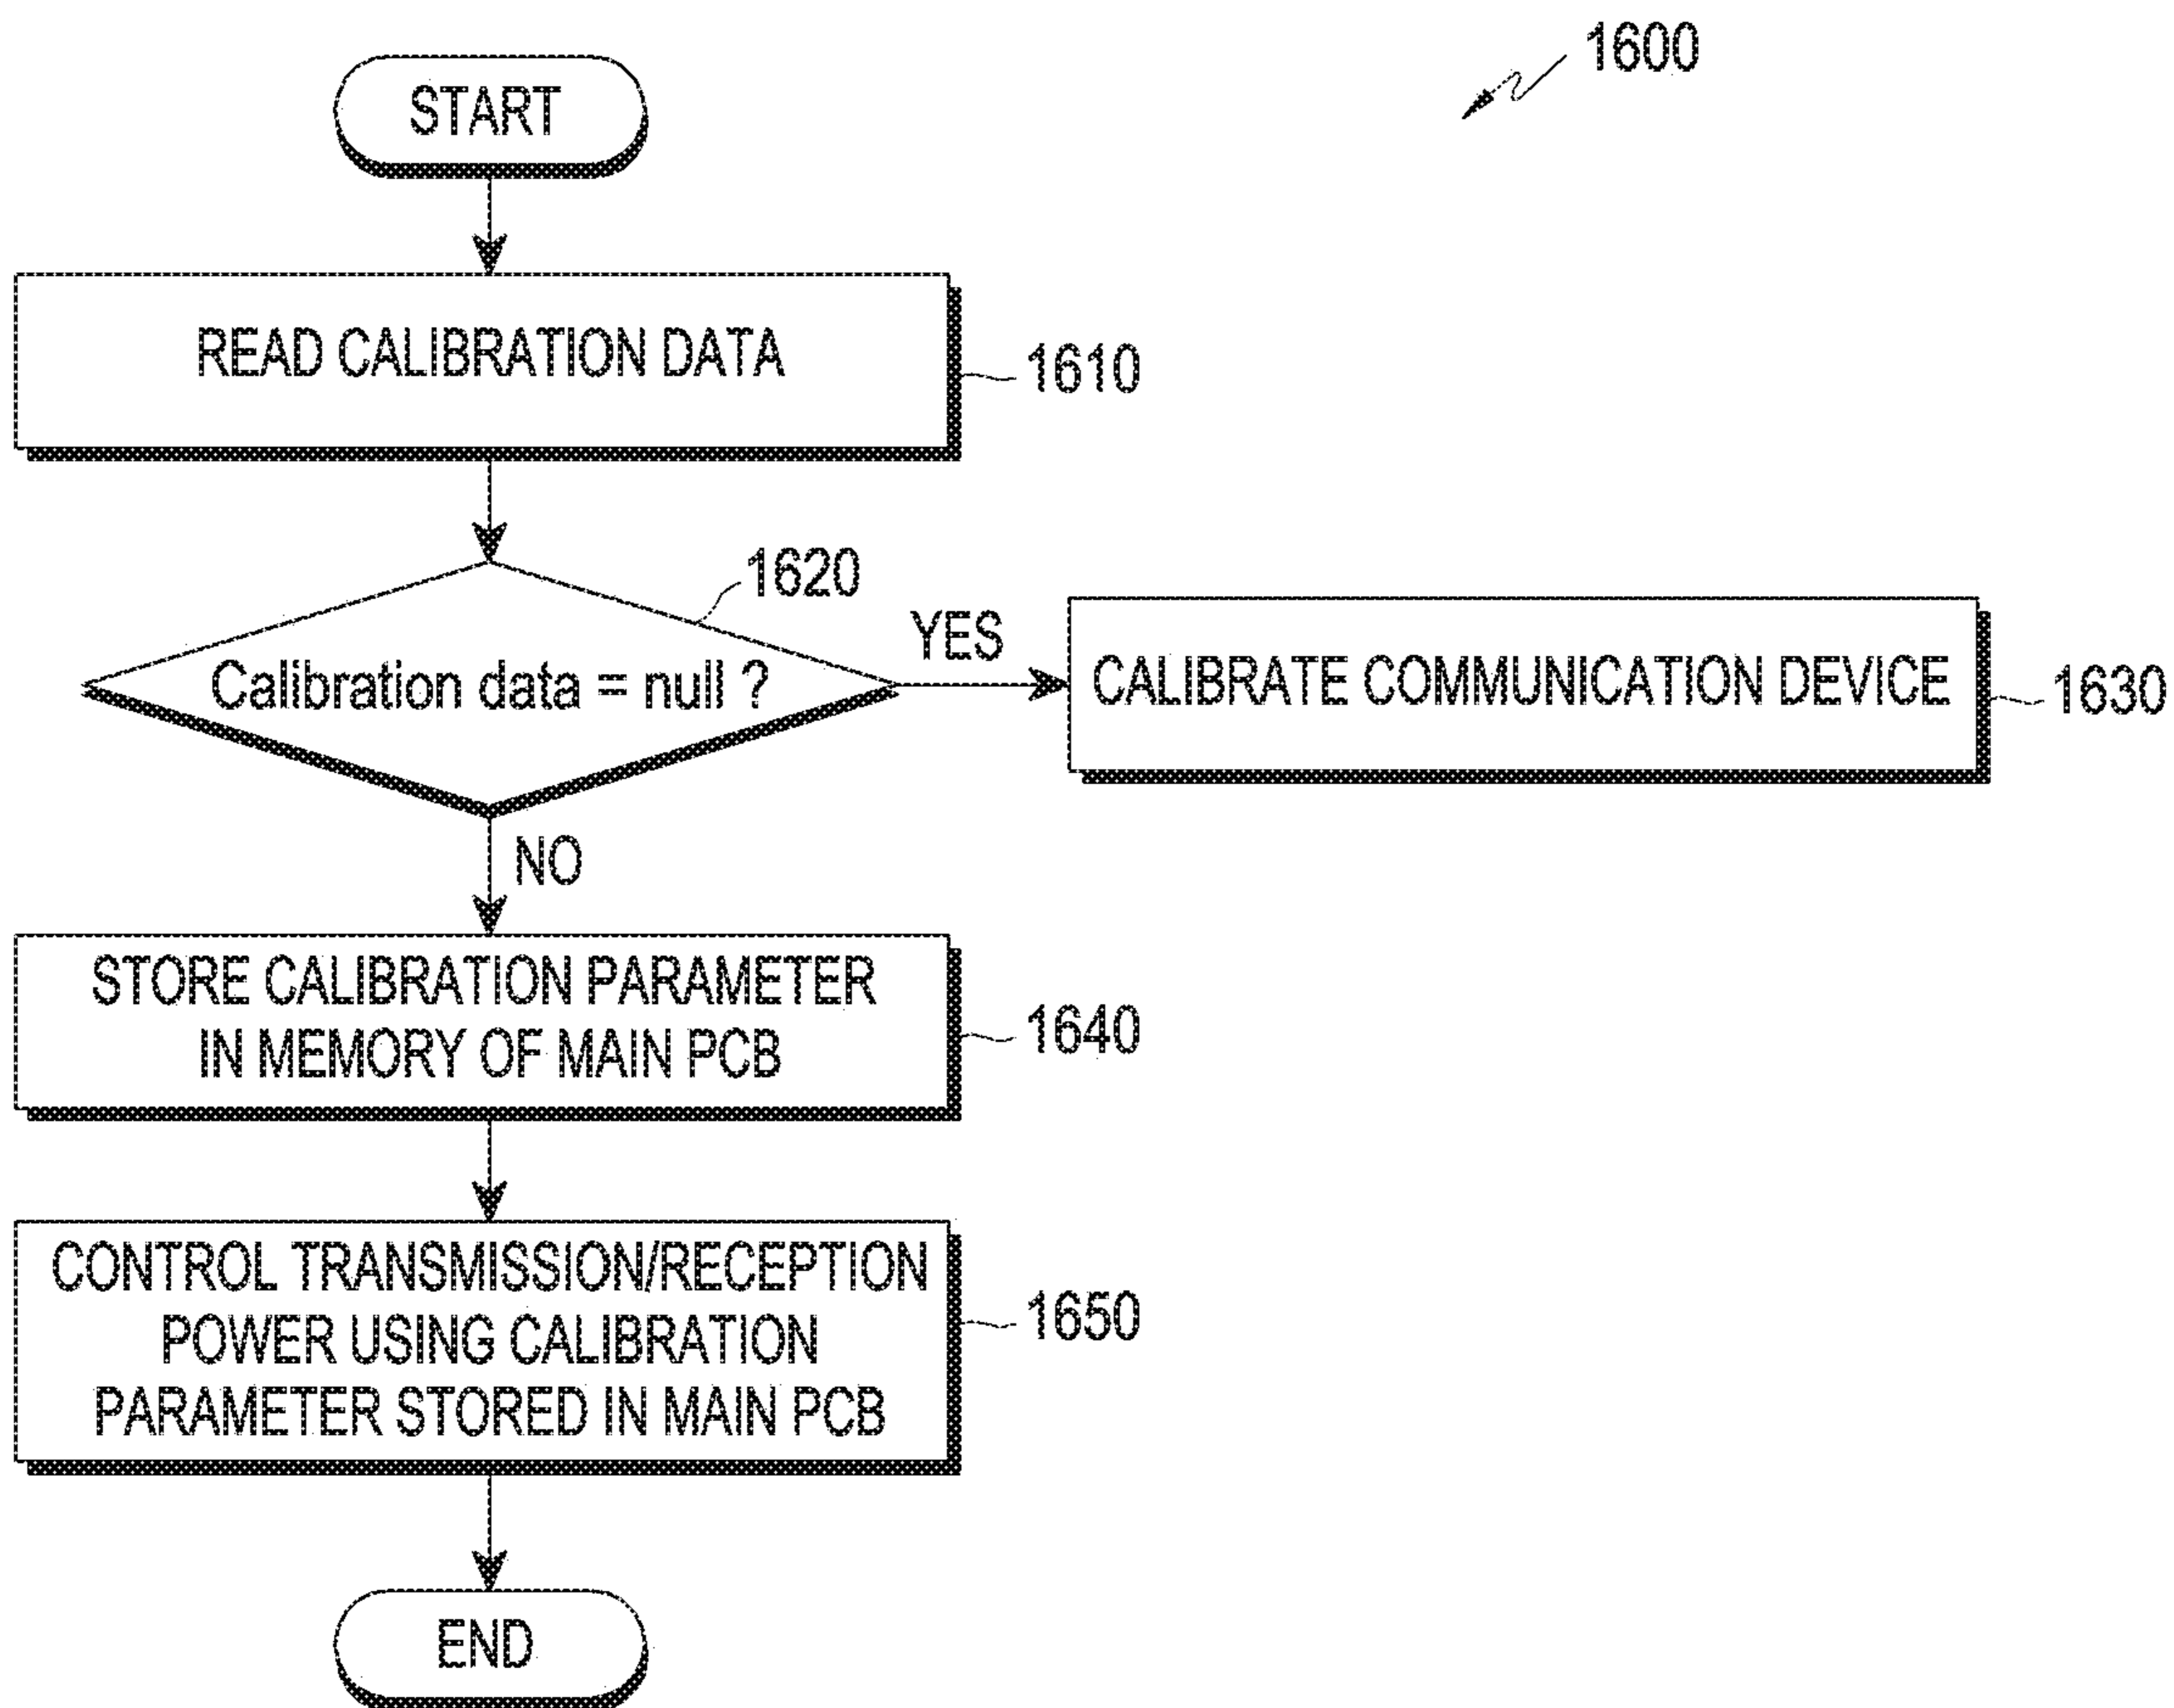 1600
START
READ CALIBRATION DATA
1610
1620
Calibration data = null ?
YES
CALIBRATE COMMUNICATION DEVICE
1630
NO
STORE CALIBRATION PARAMETER
IN MEMORY OF MAIN PCB
1640
CONTROL TRANSMISSION/RECEPTION
POWER USING CALIBRATION
PARAMETER STORED IN MAIN PCB
1650
END